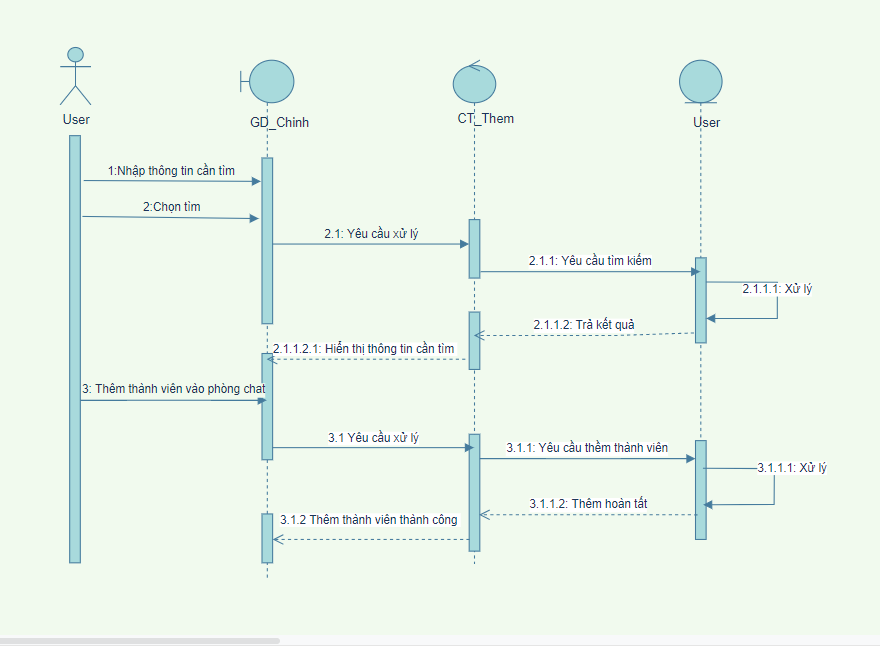 User
GD_Chinh
CT_Them
User
1:Nhập thông tin cần tìm
2:Chọn tìm
2.1: Yêu cầu xử lý
2.1.1: Yêu cầu tìm kiếm
2.1.1.1: Xử lý
2.1.1.2: Trả kết quả
2.1.1.2.1: Hiển thị thông tin cần tìm
3: Thêm thành viên vào phòng chat
3.1 Yêu cầu xử lý
3.1.1: Yêu cầu thềm thành viên
3.1.1.1: Xử lý
3.1.1.2: Thêm hoàn tất
3.1.2 Thêm thành viên thành công